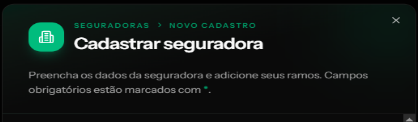 SEGURADORAS > NOVO CADASTRO
Cadastrar seguradora
Preencha os dados da seguradora e adicione seus ramos. Campos
obrigatórios estão marcados com *.